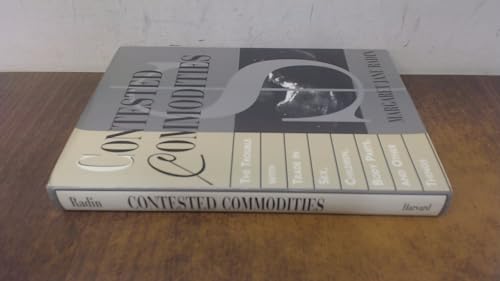 CONTESTED
COMMODITIES
THE TROUBLE
WITH
TRADE IN
SEX,
CHILDREN,
BODY PARTS,
AND OTHER
THINGS
MARGARET JANE RADIN
Radin CONTESTED COMMODITIES Harvard